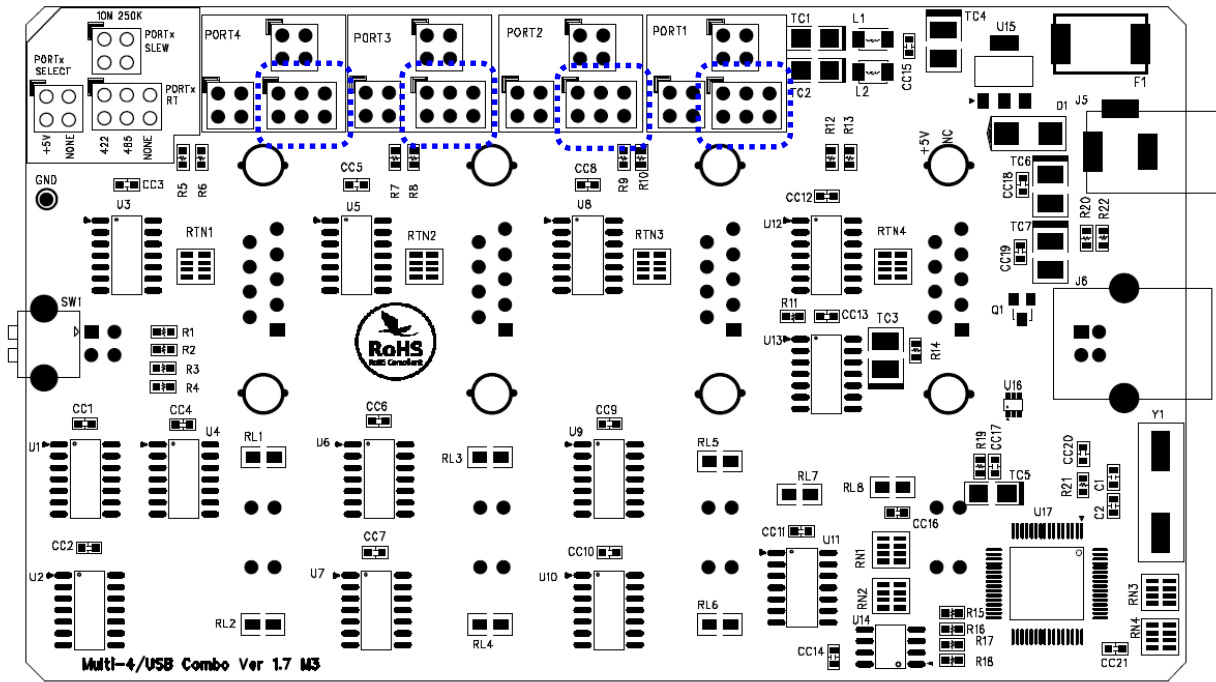 10M 250K
PORTx
SLEW
PORTx
SELECT
PORTx
RT
+5V
NONE
422
485
NONE
PORT4
PORT3
PORT2
PORT1
TC1
TC2
L1
L2
CC15
TC4
U15
F1
J5
D1
+5V
NC
R5
R6
R7
R8
R9
R10
R12
R13
GND
CC3
CC5
CC8
CC12
TC6
CC18
TC7
CC19
R20
R22
U3
RTN1
U5
RTN2
U8
RTN3
U12
RTN4
J6
Q1
SW1
R1
R2
R3
R4
RoHS
RoHS Compliant
R11
CC13
TC3
U13
R14
U16
Y1
CC1
CC4
CC6
CC9
U1
U4
U6
U9
RL1
RL3
RL5
RL7
RL8
R19
CC17
CC20
TC5
R21
C1
C2
U17
CC16
CC2
CC7
CC10
CC11
U11
U2
U7
U10
RN1
RN2
RN3
RN4
U14
R15
R16
R17
R18
RL2
RL4
RL6
CC14
CC21
Multi-4/USB Combo Ver 1.7 M3